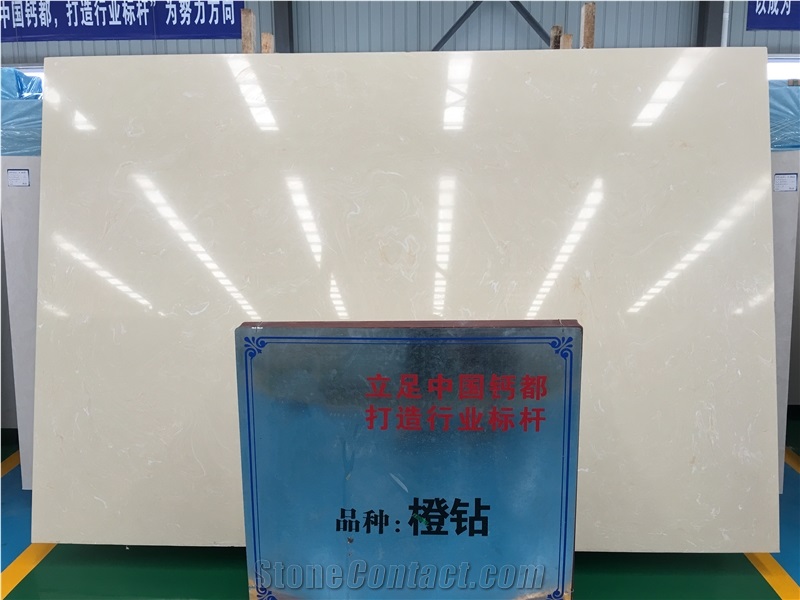 中国钙都，打造行业标杆”为努力方向
以成为
立足中国钙都
打造行业标杆
品种：橙钻
StoneContact.com